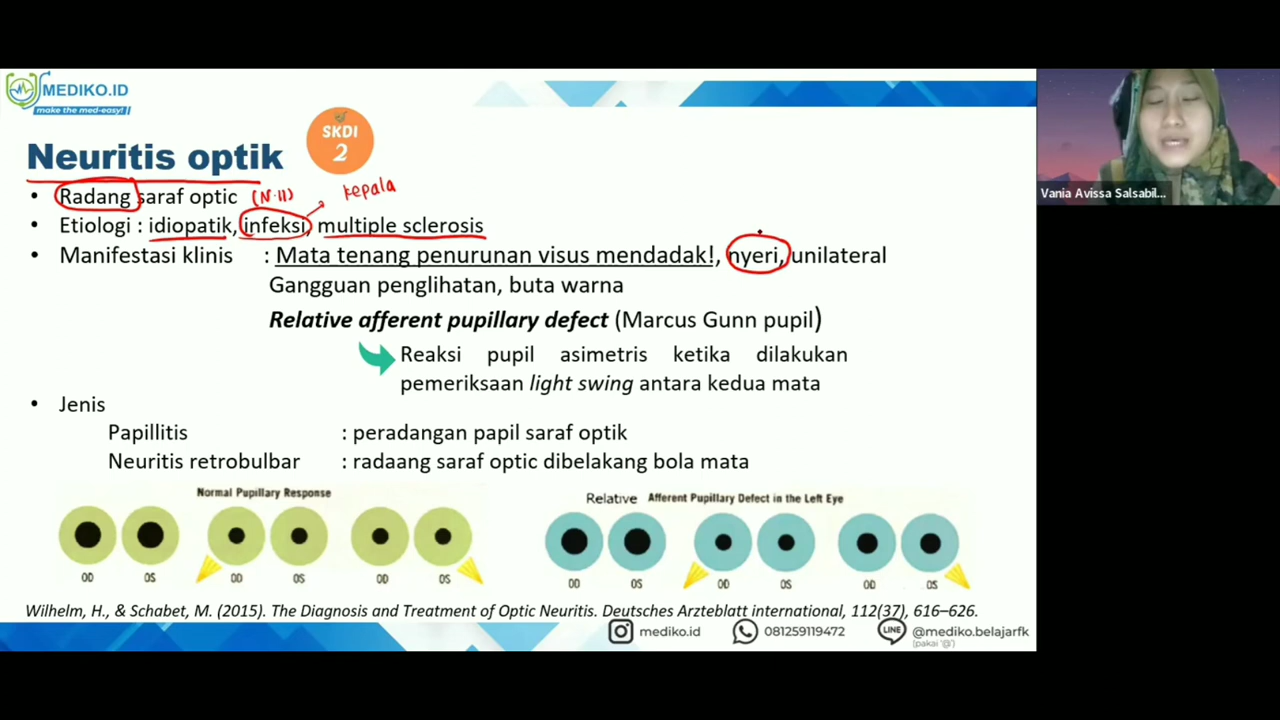 MEDIKO.ID
make the med-easy!
SKDI
2
Neuritis optik
Vania Avissa Salsabil...
• Radang saraf optic (N.II) kepala
• Etiologi : idiopatik, infeksi, multiple sclerosis
• Manifestasi klinis : Mata tenang penurunan visus mendadak!, nyeri, unilateral
Gangguan penglihatan, buta warna
Relative afferent pupillary defect (Marcus Gunn pupil)
Reaksi pupil asimetris ketika dilakukan
pemeriksaan light swing antara kedua mata
• Jenis
Papillitis : peradangan papil saraf optik
Neuritis retrobulbar : radaang saraf optic dibelakang bola mata
Normal Pupillary Response
OD OS OD OS OD OS
Relative Afferent Pupillary Defect in the Left Eye
OD OS OD OS OD OS
Wilhelm, H., & Schabet, M. (2015). The Diagnosis and Treatment of Optic Neuritis. Deutsches Arzteblatt international, 112(37), 616–626.
mediko.id 081259119472 LINE @mediko.belajarfk
(pakai '@')